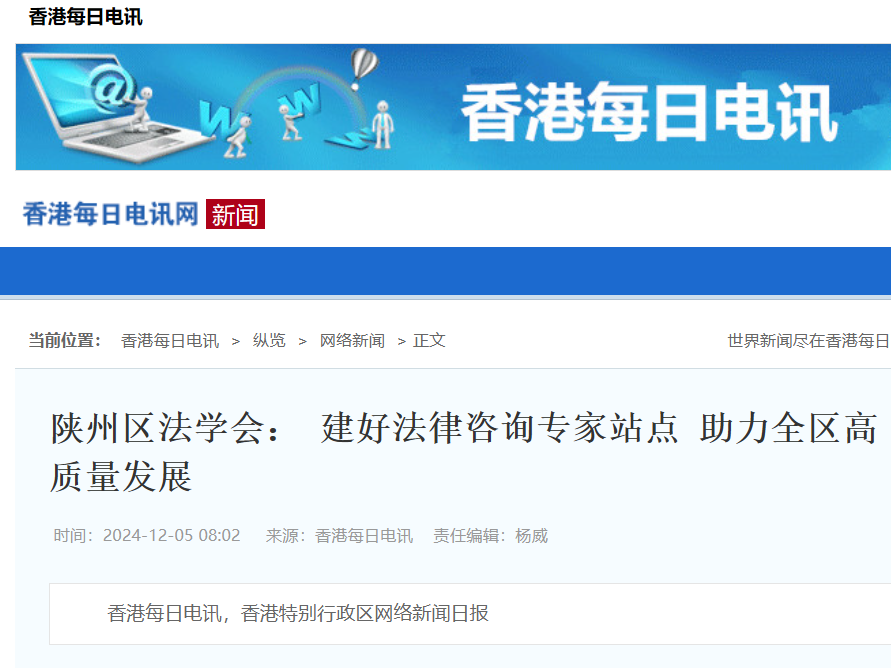 香港每日电讯
@
W W W
香港每日电讯
香港每日电讯网 新闻
当前位置： 香港每日电讯 > 纵览 > 网络新闻 > 正文
世界新闻尽在香港每日
陕州区法学会： 建好法律咨询专家站点 助力全区高
质量发展
时间：2024-12-05 08:02 来源：香港每日电讯 责任编辑：杨威
香港每日电讯，香港特别行政区网络新闻日报